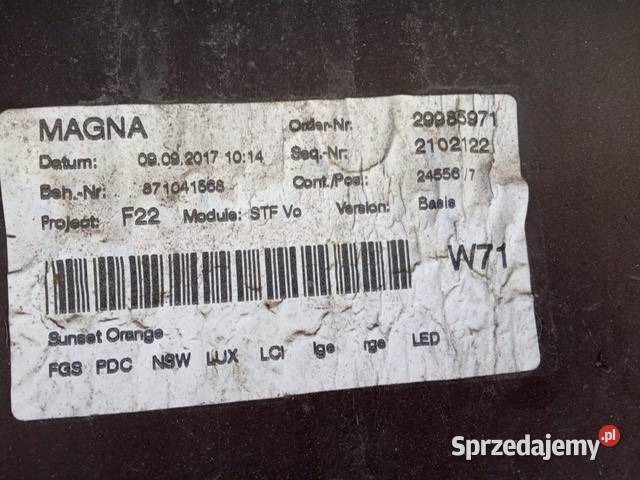 MAGNA Order-Nr. 29985971
Datum: 09.09.2017 10:14 Seq.-Nr. 2102122
Beh.-Nr: 871041568 Cont./Pos.: 24556 / 7
Project: F22 Module: STF Vo Version: Basis
W71
Sunset Orange
FGS PDC NSW LUX LCI lge rge LED
Sprzedajemy.pl